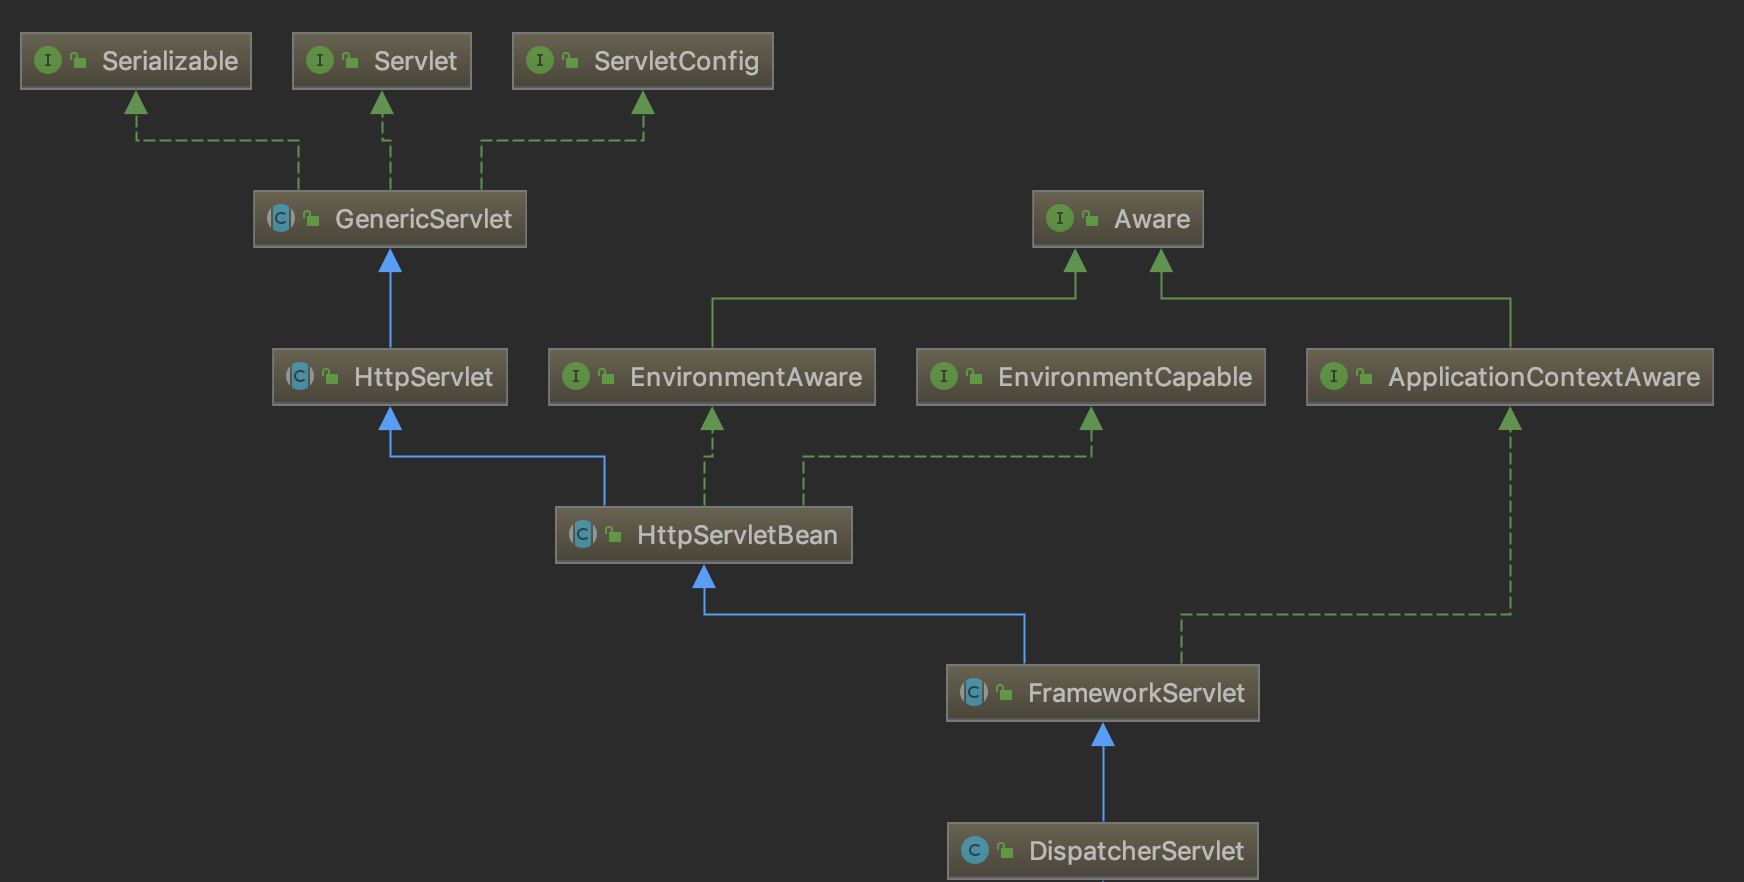 I Serializable
I Servlet
I ServletConfig
C GenericServlet
I Aware
C HttpServlet
I EnvironmentAware
I EnvironmentCapable
I ApplicationContextAware
C HttpServletBean
C FrameworkServlet
C DispatcherServlet